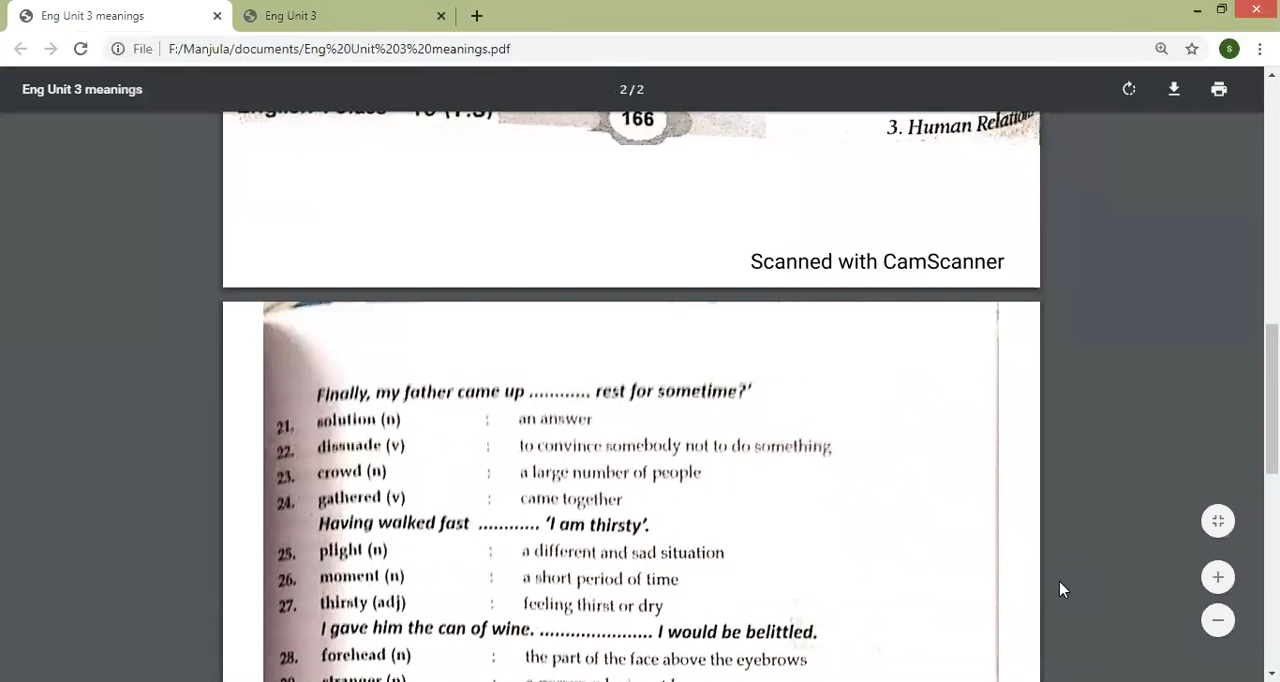 Eng Unit 3 meanings
Eng Unit 3
File
F:/Manjula/documents/Eng%20Unit%203%20meanings.pdf
s
Eng Unit 3 meanings
2 / 2
166
3. Human
Scanned with CamScanner
Finally, my father came up ............ rest for sometime?'
21. solution (n) : an answer
22. dissuade (v) : to convince somebody not to do something
23. crowd (n) : a large number of people
24. gathered (v) : came together
Having walked fast ............ 'I am thirsty'.
25. plight (n) : a different and sad situation
26. moment (n) : a short period of time
27. thirsty (adj) : feeling thirst or dry
I gave him the can of wine. ...................... I would be belittled.
28. forehead (n) : the part of the face above the eyebrows